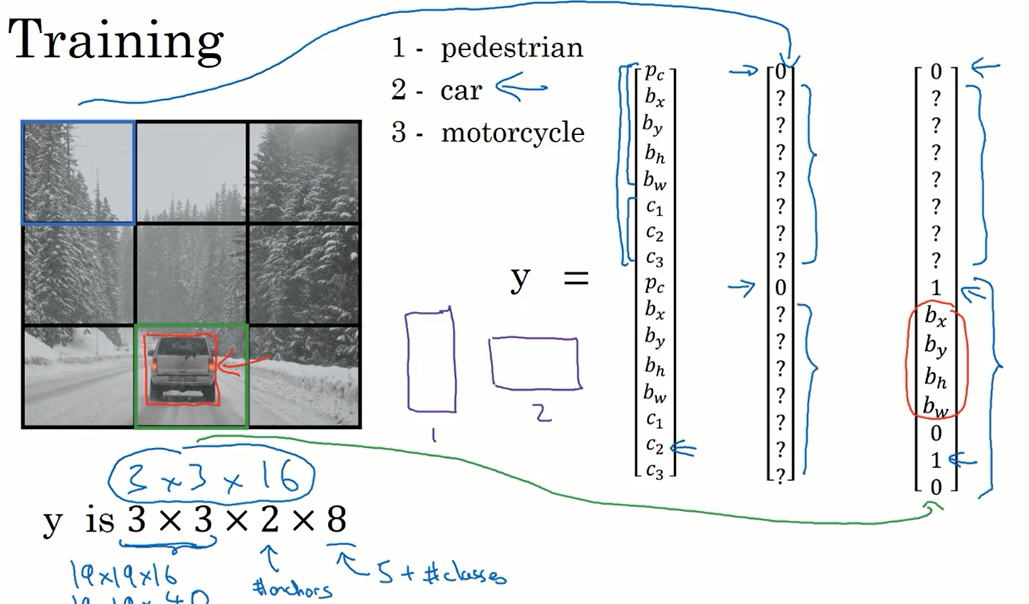 Training
1 - pedestrian
2 - car
3 - motorcycle
y =
p_c
b_x
b_y
b_h
b_w
c_1
c_2
c_3
p_c
b_x
b_y
b_h
b_w
c_1
c_2
c_3
0
?
?
?
?
?
?
?
0
?
?
?
?
?
?
?
0
?
?
?
?
?
?
?
1
b_x
b_y
b_h
b_w
0
1
0
1
2
3 × 3 × 16
y is 3 × 3 × 2 × 8
19×19×16
#anchors
5 + #classes